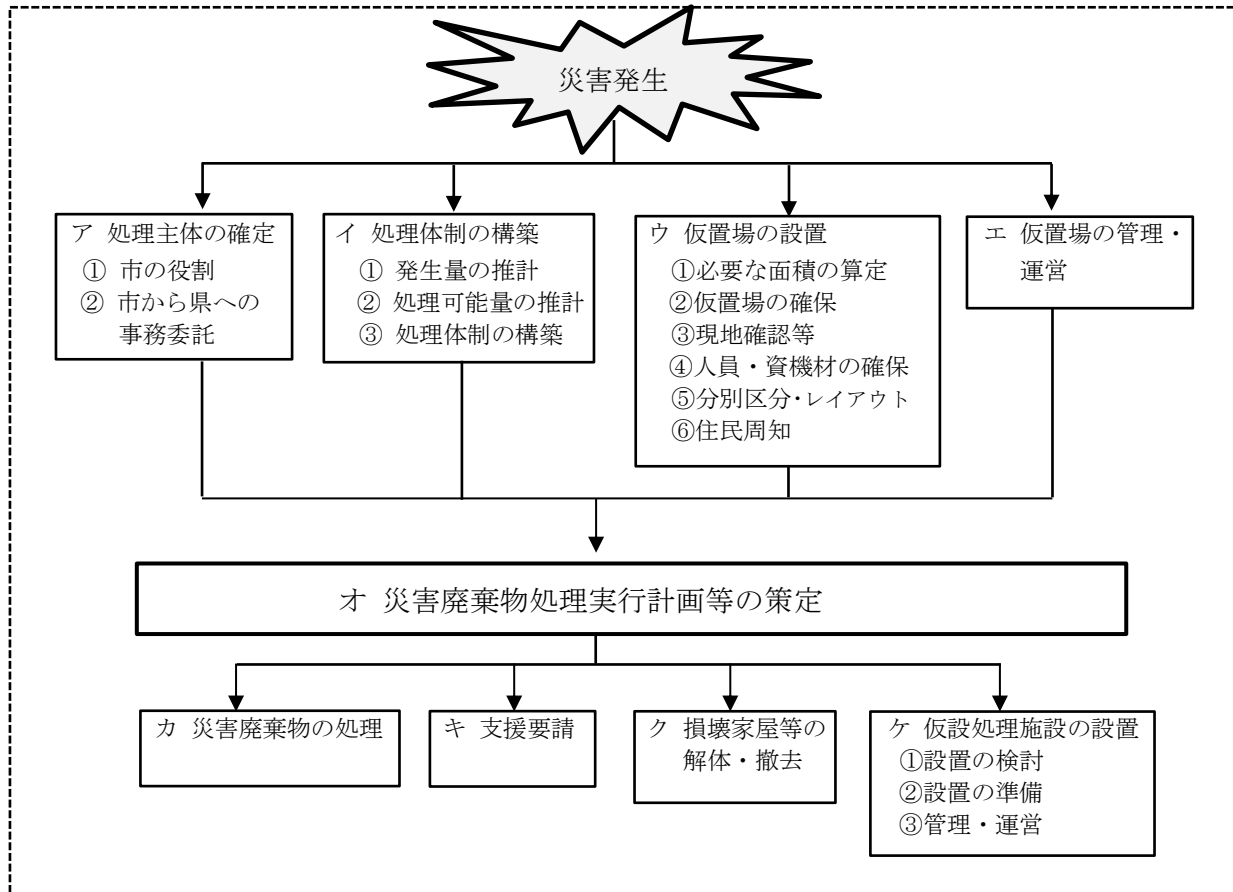 災害発生
ア 処理主体の確定
① 市の役割
② 市から県への
事務委託
イ 処理体制の構築
① 発生量の推計
② 処理可能量の推計
③ 処理体制の構築
ウ 仮置場の設置
①必要な面積の算定
②仮置場の確保
③現地確認等
④人員・資機材の確保
⑤分別区分・レイアウト
⑥住民周知
エ 仮置場の管理・
運営
オ 災害廃棄物処理実行計画等の策定
カ 災害廃棄物の処理
キ 支援要請
ク 損壊家屋等の
解体・撤去
ケ 仮設処理施設の設置
①設置の検討
②設置の準備
③管理・運営